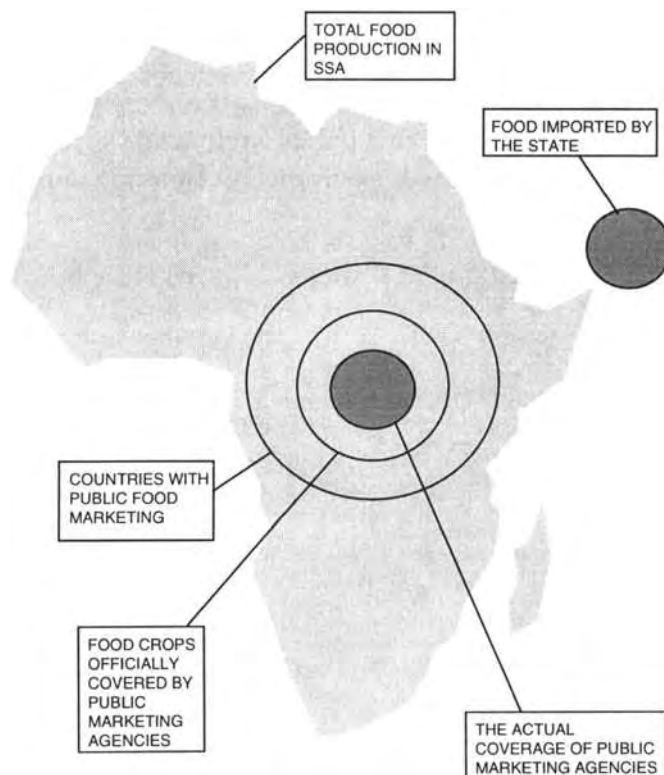 TOTAL FOOD
PRODUCTION IN
SSA
FOOD IMPORTED BY
THE STATE
COUNTRIES WITH
PUBLIC FOOD
MARKETING
FOOD CROPS
OFFICIALLY
COVERED BY
PUBLIC
MARKETING
AGENCIES
THE ACTUAL
COVERAGE OF PUBLIC
MARKETING AGENCIES